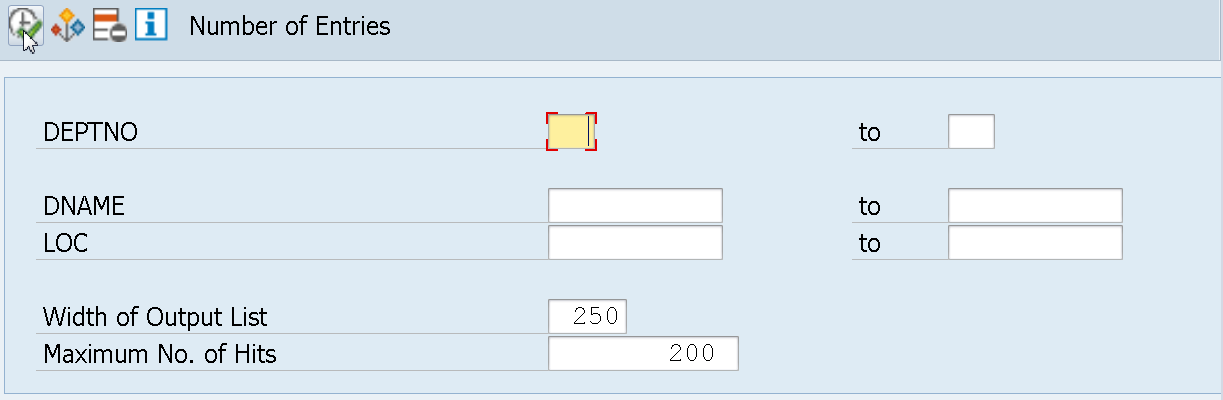 Number of Entries
DEPTNO to
DNAME to
LOC to
Width of Output List 250
Maximum No. of Hits 200